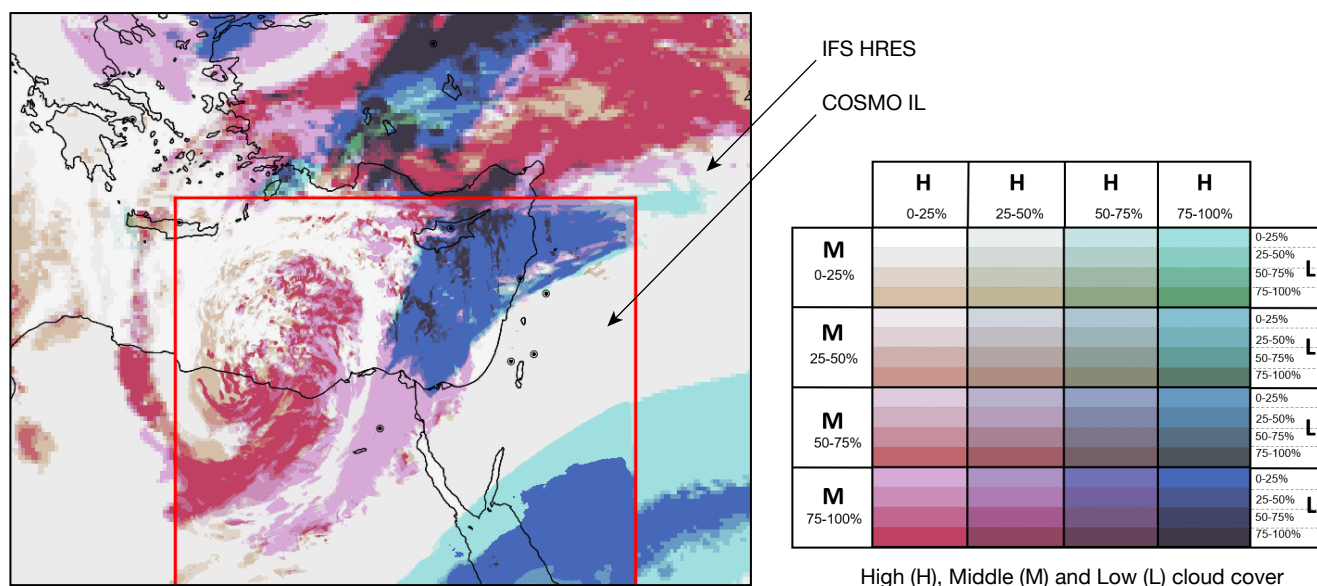 IFS HRES
COSMO IL
H H H H
0-25% 25-50% 50-75% 75-100%
M
0-25%
0-25%
25-50%
50-75%
75-100%
L
M
25-50%
0-25%
25-50%
50-75%
75-100%
L
M
50-75%
0-25%
25-50%
50-75%
75-100%
L
M
75-100%
0-25%
25-50%
50-75%
75-100%
L
High (H), Middle (M) and Low (L) cloud cover